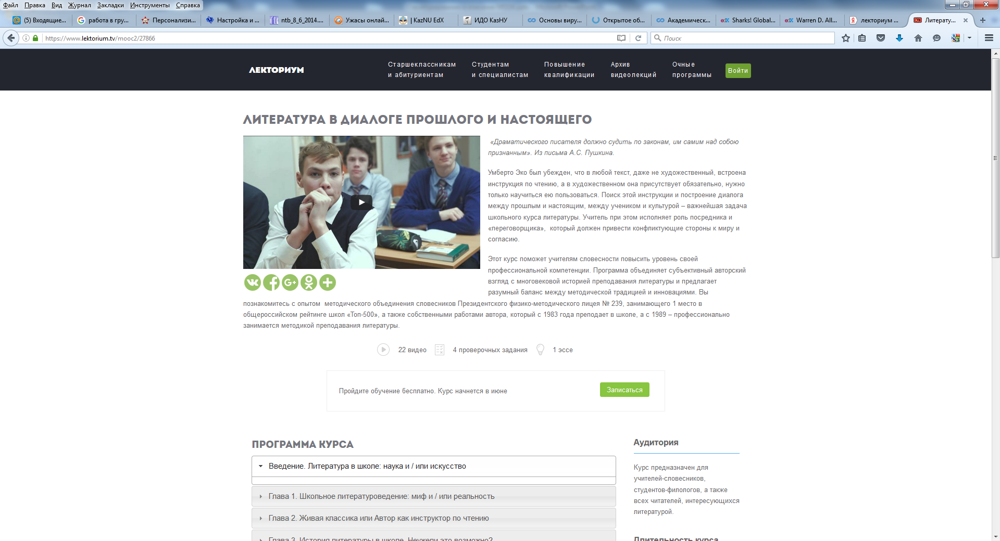 Файл Правка Вид Журнал Закладки Инструменты Справка
(5) Входящие... работа в гру... Персонализи... Настройка и ... ntb_8_6_2014.... Ужасы онлай... | KazNU EdX ИДО КазНУ Основы виру... Открытое об... Академическ... Sharks! Global... Warren D. All... лекториум ... Литерату...
https://www.lektorium.tv/mooc2/27866 Поиск
ЛЕКТОРИУМ
Старшеклассникам
и абитуриентам
Студентам
и специалистам
Повышение
квалификации
Архив
видеолекций
Очные
программы
Войти
ЛИТЕРАТУРА В ДИАЛОГЕ ПРОШЛОГО И НАСТОЯЩЕГО
«Драматического писателя должно судить по законам, им самим над собою
признанным». Из письма А.С. Пушкина.
Умберто Эко был убежден, что в любой текст, даже не художественный, встроена
инструкция по чтению, а в художественном она присутствует обязательно, нужно
только научиться ею пользоваться. Поиск этой инструкции и построение диалога
между прошлым и настоящим, между учеником и культурой – важнейшая задача
школьного курса литературы. Учитель при этом исполняет роль посредника и
«переговорщика»,  который должен привести конфликтующие стороны к миру и
согласию.
Этот курс поможет учителям словесности повысить уровень своей
профессиональной компетенции. Программа объединяет субъективный авторский
взгляд с многовековой историей преподавания литературы и предлагает
разумный баланс между методической традицией и инновациями. Вы
познакомитесь с опытом  методического объединения словесников Президентского физико-методического лицея № 239, занимающего 1 место в
общероссийском рейтинге школ «Топ-500», а также собственными работами автора, который с 1983 года преподает в школе, а с 1989 – профессионально
занимается методикой преподавания литературы.
22 видео 4 проверочных задания 1 эссе
Пройдите обучение бесплатно. Курс начнется в июне Записаться
ПРОГРАММА КУРСА
Введение. Литература в школе: наука и / или искусство
Глава 1. Школьное литературоведение: миф и / или реальность
Глава 2. Живая классика или Автор как инструктор по чтению
Глава 3. История литературы в школе. Неужели это возможно?
Аудитория
Курс предназначен для
учителей-словесников,
студентов-филологов, а также
всех читателей, интересующихся
литературой.
Длительность курса